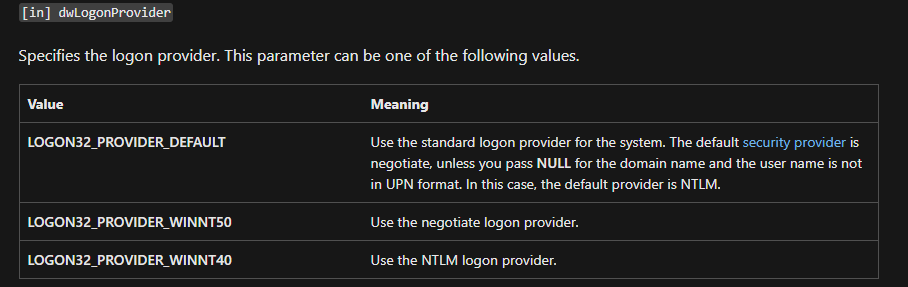 [in] dwLogonProvider
Specifies the logon provider. This parameter can be one of the following values.
Value Meaning
LOGON32_PROVIDER_DEFAULT Use the standard logon provider for the system. The default security provider is
negotiate, unless you pass NULL for the domain name and the user name is not
in UPN format. In this case, the default provider is NTLM.
LOGON32_PROVIDER_WINNT50 Use the negotiate logon provider.
LOGON32_PROVIDER_WINNT40 Use the NTLM logon provider.